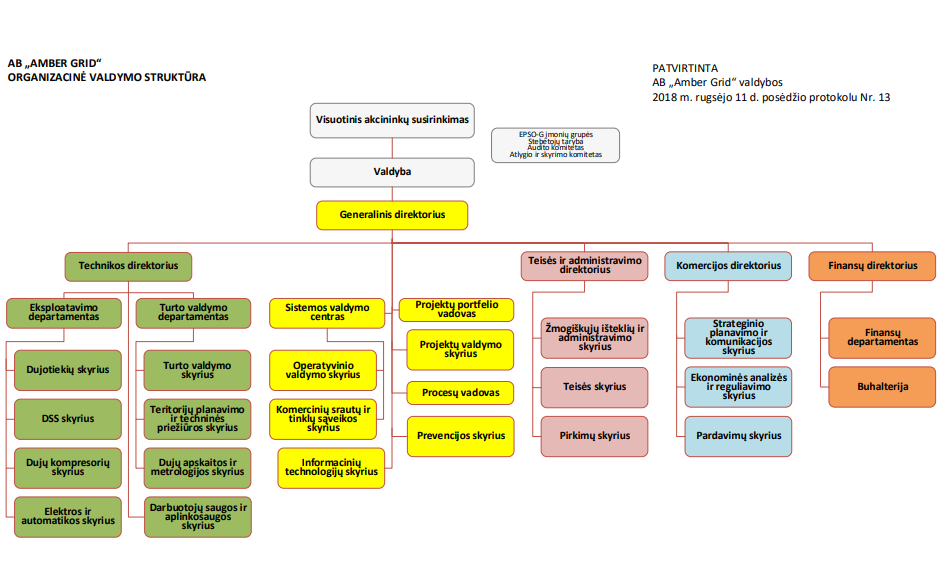 AB „AMBER GRID“
ORGANIZACINĖ VALDYMO STRUKTŪRA
PATVIRTINTA
AB „Amber Grid“ valdybos
2018 m. rugsėjo 11 d. posėdžio protokolu Nr. 13
Visuotinis akcininkų susirinkimas
EPSO-G įmonių grupės
Stebėtojų taryba
Audito komitetas
Atlygio ir skyrimo komitetas
Valdyba
Generalinis direktorius
Technikos direktorius
Teisės ir administravimo
direktorius
Komercijos direktorius
Finansų direktorius
Eksploatavimo
departamentas
Turto valdymo
departamentas
Sistemos valdymo
centras
Projektų portfelio
vadovas
Dujotiekių skyrius
DSS skyrius
Dujų kompresorių
skyrius
Elektros ir
automatikos skyrius
Turto valdymo
skyrius
Teritorijų planavimo
ir techninės
priežiūros skyrius
Dujų apskaitos ir
metrologijos skyrius
Darbuotojų saugos ir
aplinkosaugos
skyrius
Operatyvinio
valdymo skyrius
Komercinių srautų ir
tinklų sąveikos
skyrius
Informacinių
technologijų skyrius
Projektų valdymo
skyrius
Procesų vadovas
Prevencijos skyrius
Žmogiškųjų išteklių ir
administravimo
skyrius
Teisės skyrius
Pirkimų skyrius
Strateginio
planavimo ir
komunikacijos
skyrius
Ekonominės analizės
ir reguliavimo
skyrius
Pardavimų skyrius
Finansų
departamentas
Buhalterija